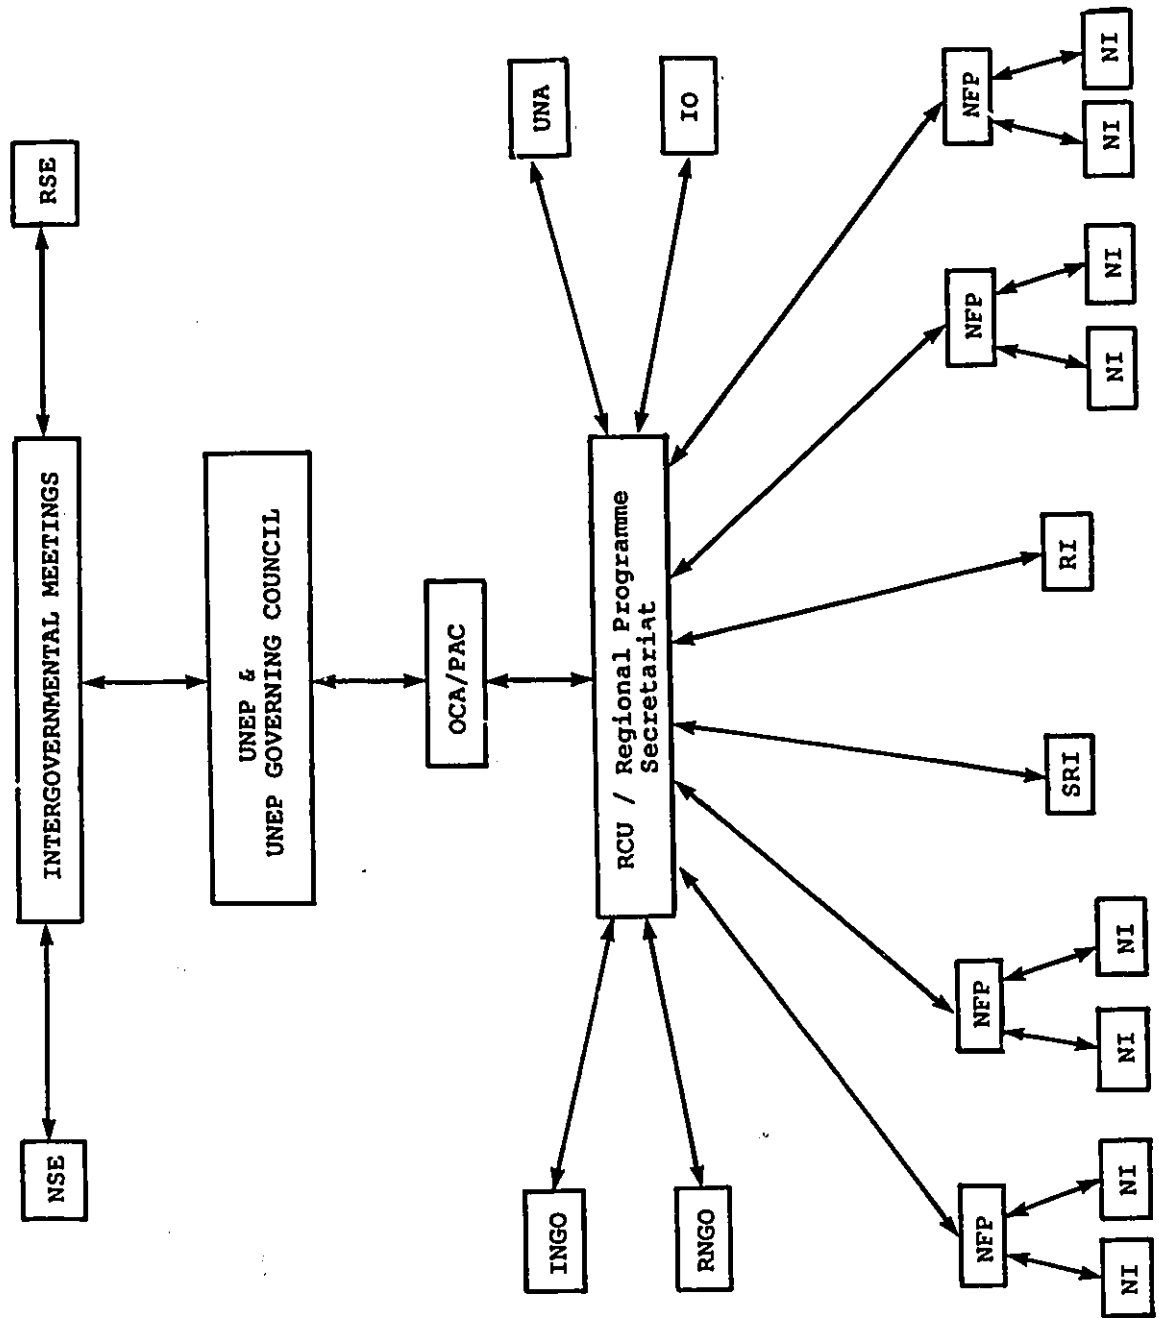 NSE
INTERGOVERNMENTAL MEETINGS
RSE
UNEP &
UNEP GOVERNING COUNCIL
OCA/PAC
INGO
UNA
RCU / Regional Programme
Secretariat
RNGO
IO
NFP
NFP
NFP
NFP
SRI
RI
NI
NI
NI
NI
NI
NI
NI
NI